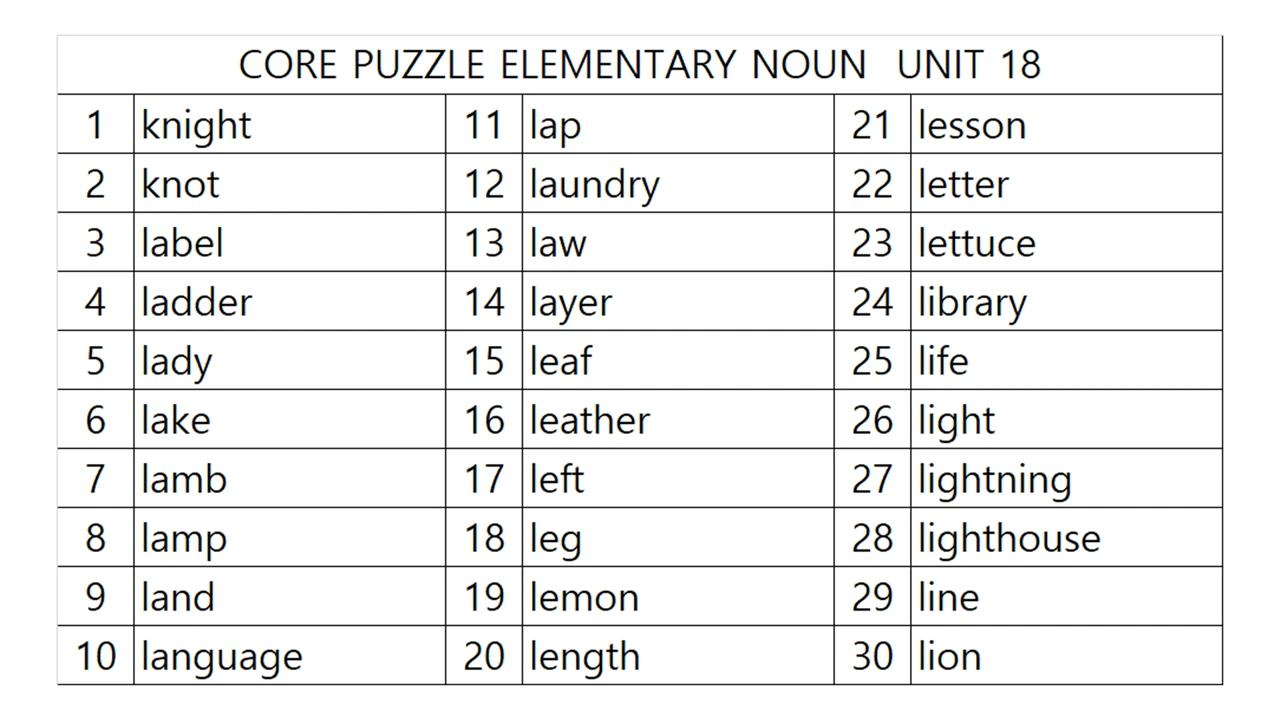 CORE PUZZLE ELEMENTARY NOUN  UNIT 18
1 knight 11 lap 21 lesson
2 knot 12 laundry 22 letter
3 label 13 law 23 lettuce
4 ladder 14 layer 24 library
5 lady 15 leaf 25 life
6 lake 16 leather 26 light
7 lamb 17 left 27 lightning
8 lamp 18 leg 28 lighthouse
9 land 19 lemon 29 line
10 language 20 length 30 lion